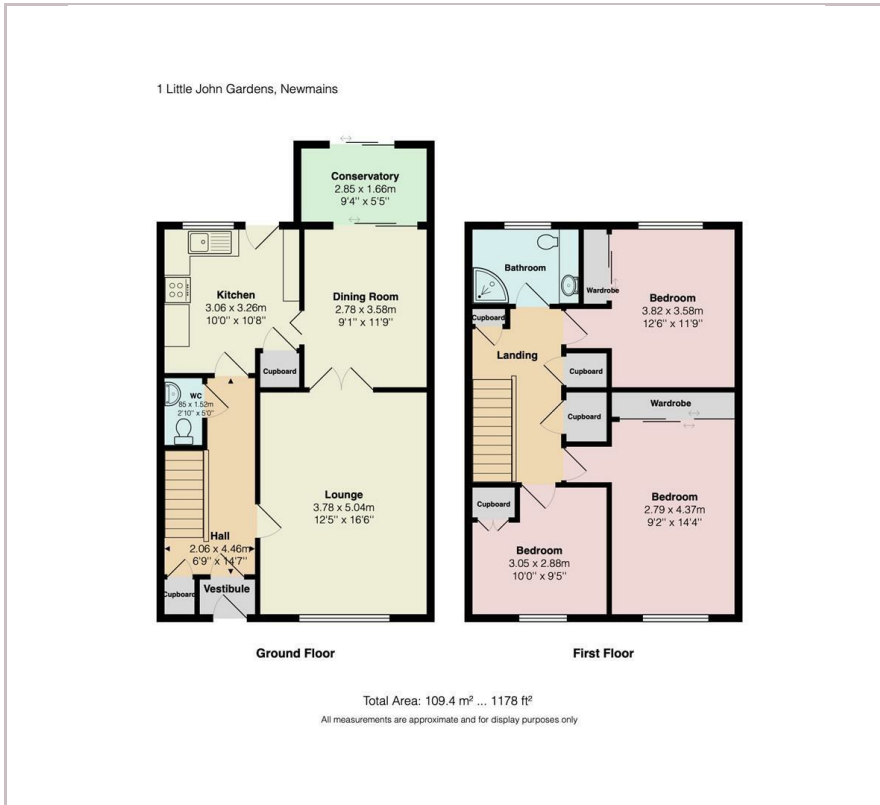 1 Little John Gardens, Newmains
Conservatory
2.85 x 1.66m
9'4'' x 5'5''
Kitchen
3.06 x 3.26m
10'0'' x 10'8''
Dining Room
2.78 x 3.58m
9'1'' x 11'9''
Cupboard
WC
85 x 1.52m
2'10'' x 5'0''
Lounge
3.78 x 5.04m
12'5'' x 16'6''
Hall
2.06 x 4.46m
6'9'' x 14'7''
Cupboard
Vestibule
Ground Floor
Bathroom
Wardrobe
Bedroom
3.82 x 3.58m
12'6'' x 11'9''
Cupboard
Landing
Cupboard
Cupboard
Wardrobe
Bedroom
2.79 x 4.37m
9'2'' x 14'4''
Cupboard
Bedroom
3.05 x 2.88m
10'0'' x 9'5''
First Floor
Total Area: 109.4 m² ... 1178 ft²
All measurements are approximate and for display purposes only